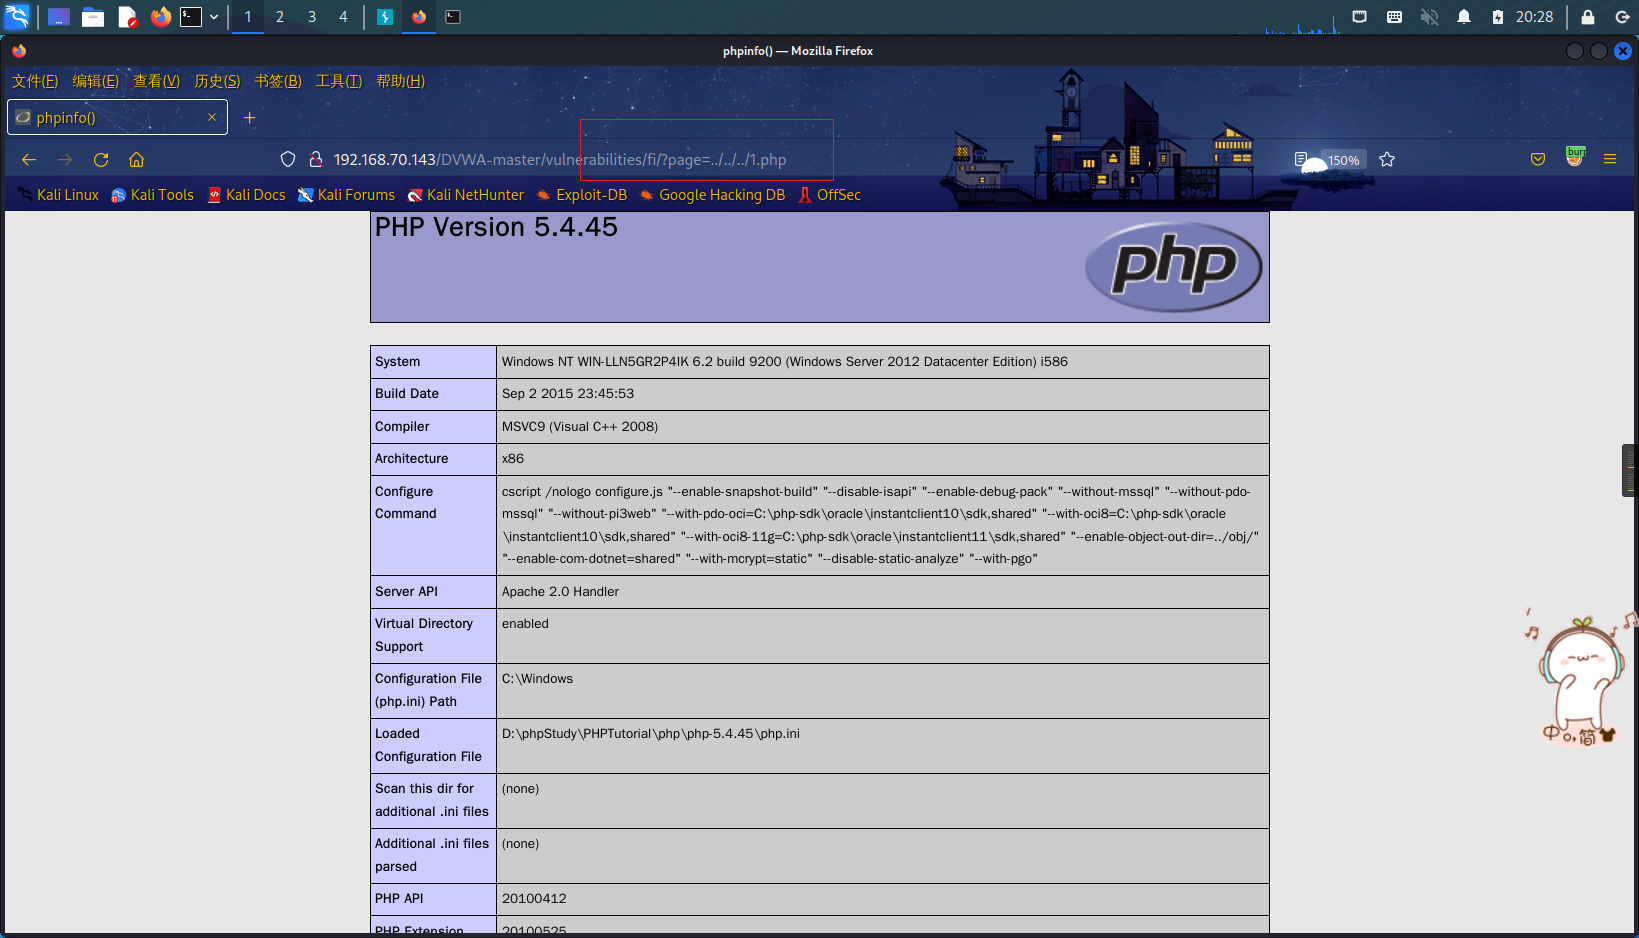 1 2 3 4 20:28
phpinfo() — Mozilla Firefox
文件(F) 编辑(E) 查看(V) 历史(S) 书签(B) 工具(T) 帮助(H)
phpinfo()
192.168.70.143/DVWA-master/vulnerabilities/fi/?page=../../../1.php 150%
Kali Linux Kali Tools Kali Docs Kali Forums Kali NetHunter Exploit-DB Google Hacking DB OffSec
PHP Version 5.4.45
php
System Windows NT WIN-LLN5GR2P4IK 6.2 build 9200 (Windows Server 2012 Datacenter Edition) i586
Build Date Sep 2 2015 23:45:53
Compiler MSVC9 (Visual C++ 2008)
Architecture x86
Configure cscript /nologo configure.js "--enable-snapshot-build" "--disable-isapi" "--enable-debug-pack" "--without-mssql" "--without-pdo-
Command mssql" "--without-pi3web" "--with-pdo-oci=C:\php-sdk\oracle\instantclient10\sdk,shared" "--with-oci8=C:\php-sdk\oracle
\instantclient10\sdk,shared" "--with-oci8-11g=C:\php-sdk\oracle\instantclient11\sdk,shared" "--enable-object-out-dir=../obj/"
"--enable-com-dotnet=shared" "--with-mcrypt=static" "--disable-static-analyze" "--with-pgo"
Server API Apache 2.0 Handler
Virtual Directory enabled
Support
Configuration File C:\Windows
(php.ini) Path
Loaded D:\phpStudy\PHPTutorial\php\php-5.4.45\php.ini
Configuration File
Scan this dir for (none)
additional .ini files
Additional .ini files (none)
parsed
PHP API 20100412
PHP Extension 20100525
中 简